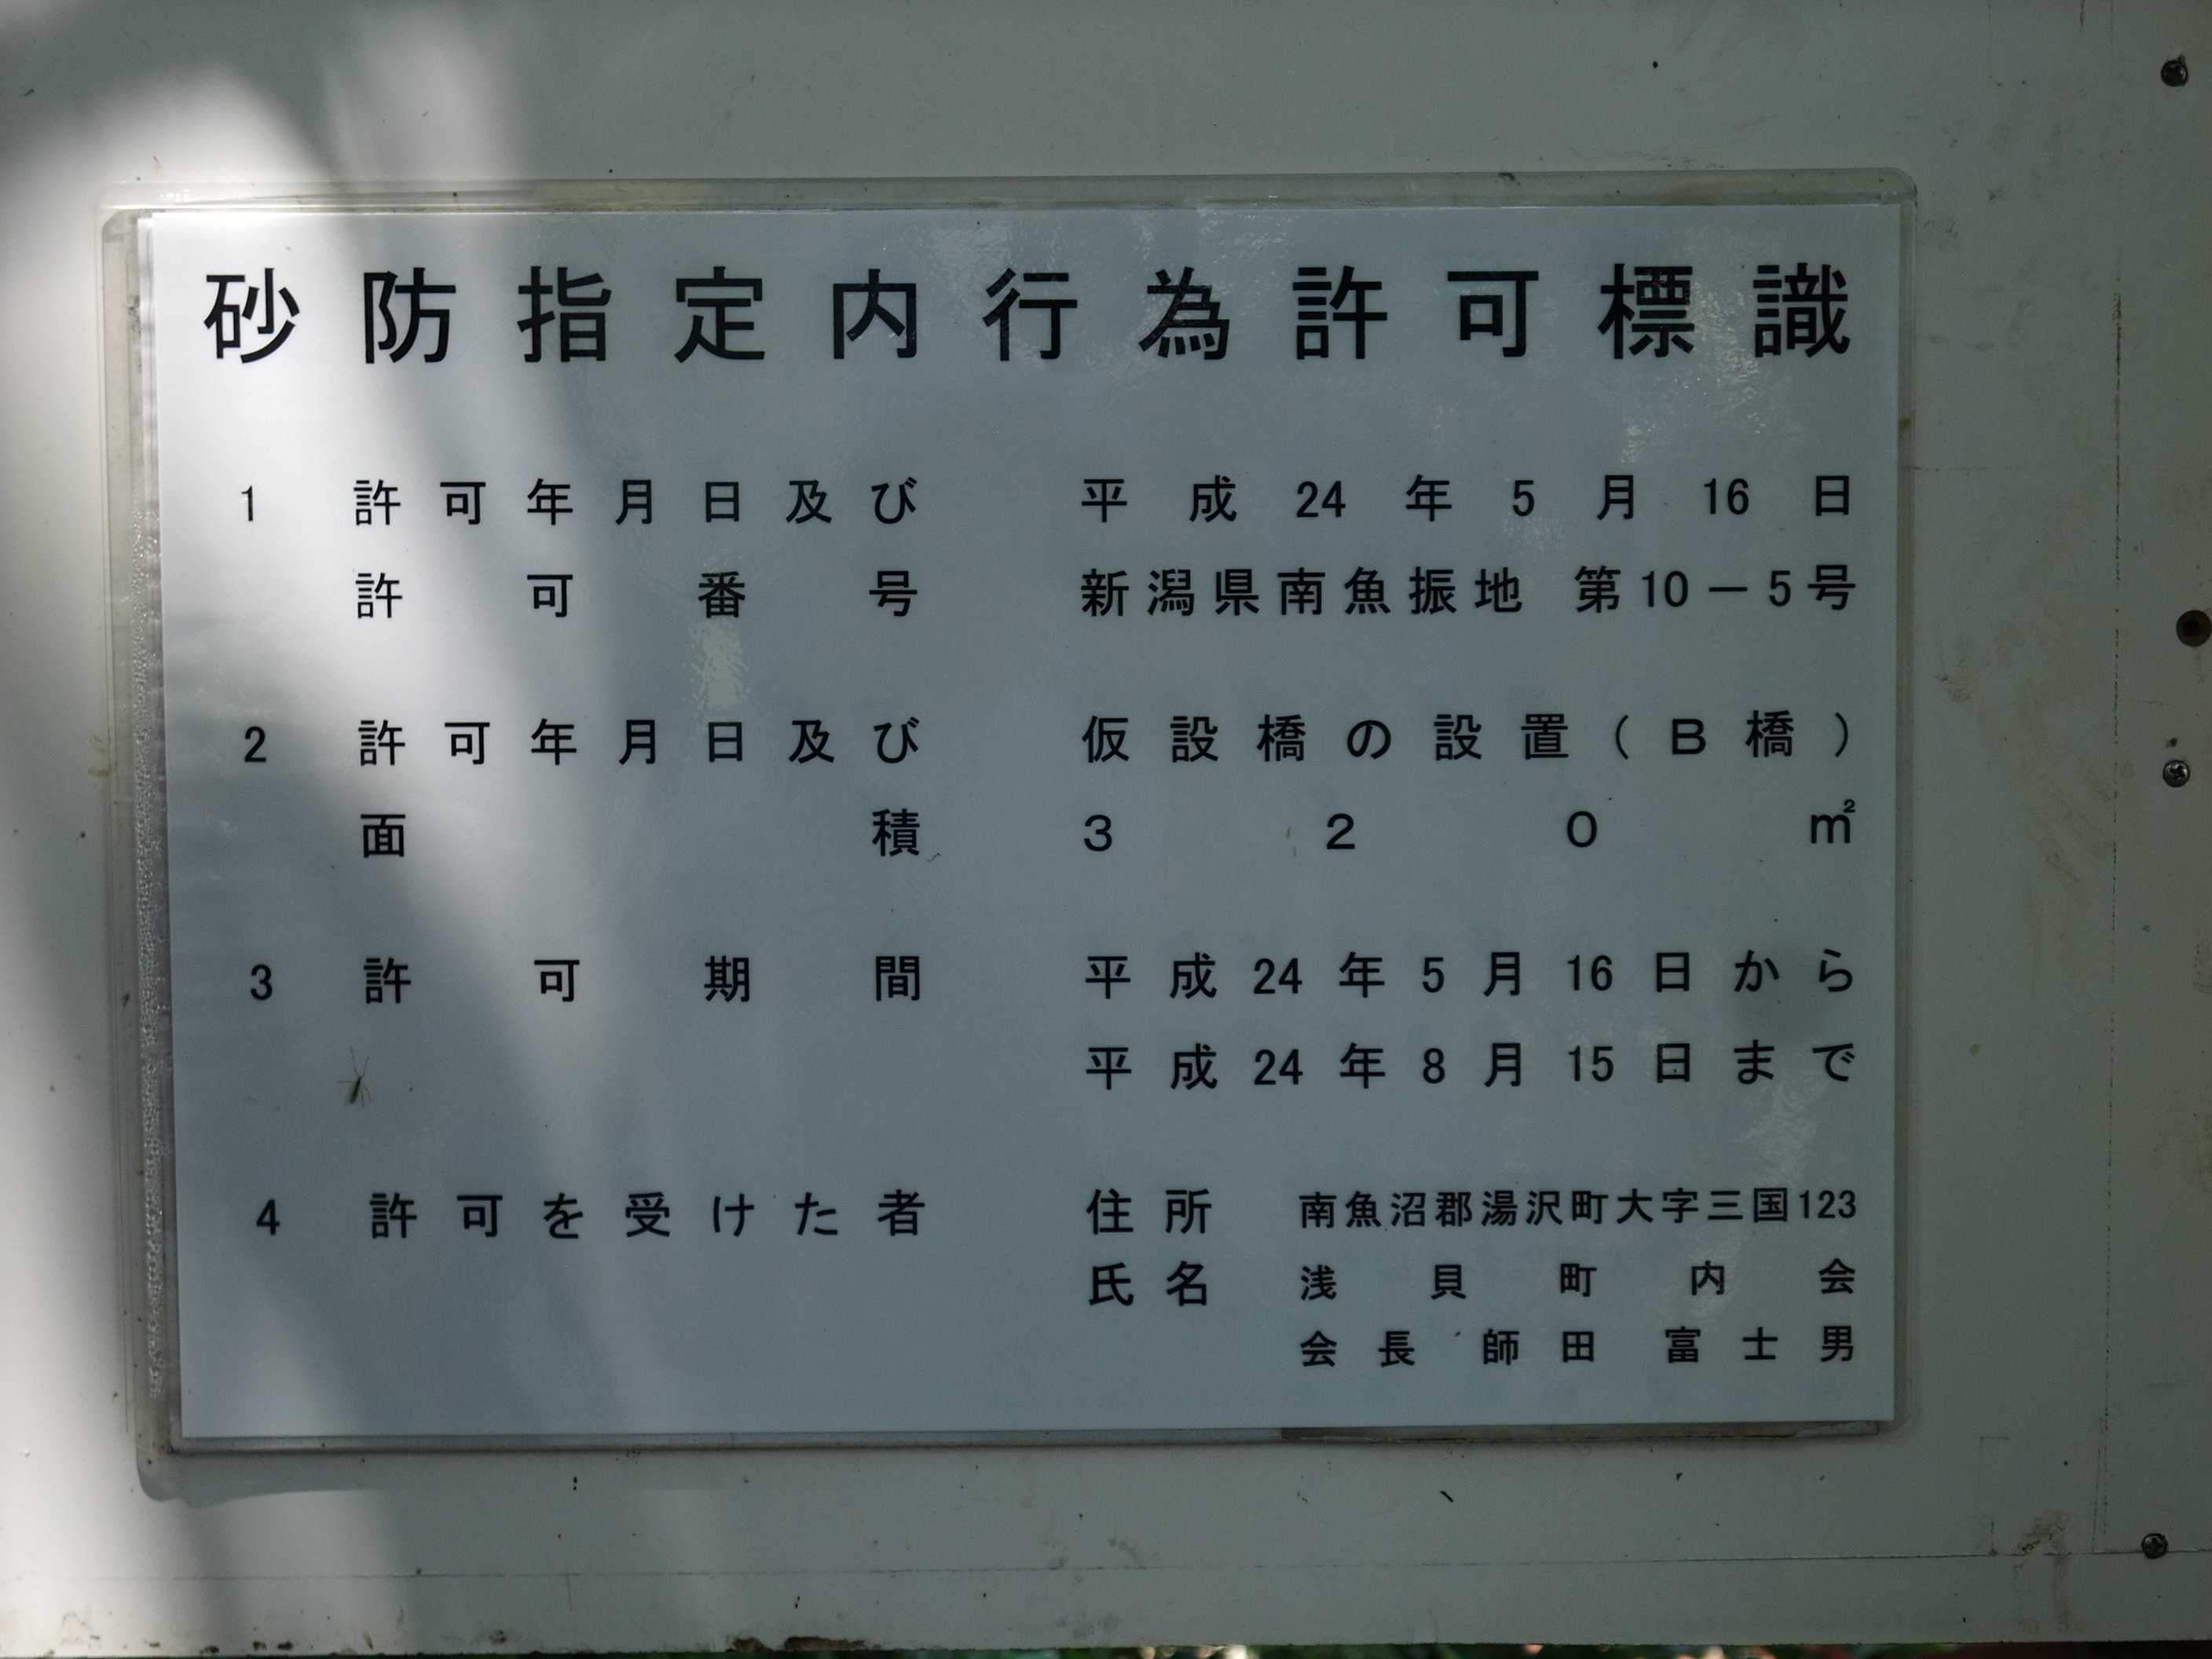 砂防指定内行為許可標識
1 許可年月日及び 平成24年5月16日
許可番号 新潟県南魚振地 第10－5号
2 許可年月日及び 仮設橋の設置(B橋)
面積 320㎡
3 許可期間 平成24年5月16日から
平成24年8月15日まで
4 許可を受けた者 住所 南魚沼郡湯沢町大字三国123
氏名 浅貝町内会
会長 師田 富士男